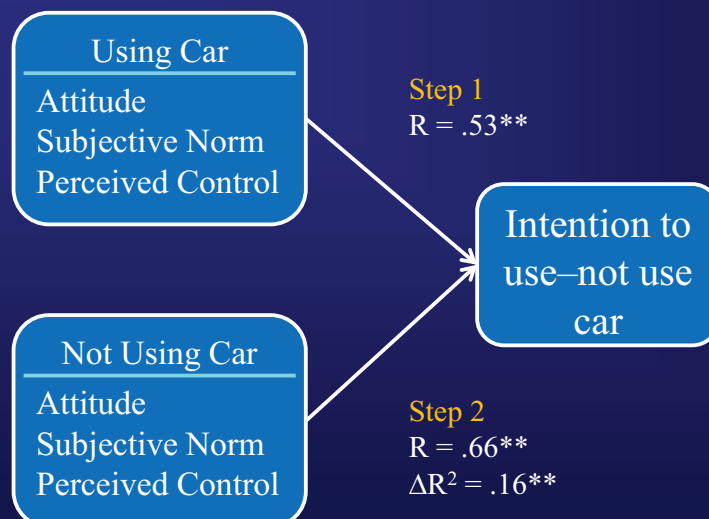 Using Car
Attitude
Subjective Norm
Perceived Control
Step 1
R = .53**
Intention to
use–not use
car
Not Using Car
Attitude
Subjective Norm
Perceived Control
Step 2
R = .66**
ΔR² = .16**